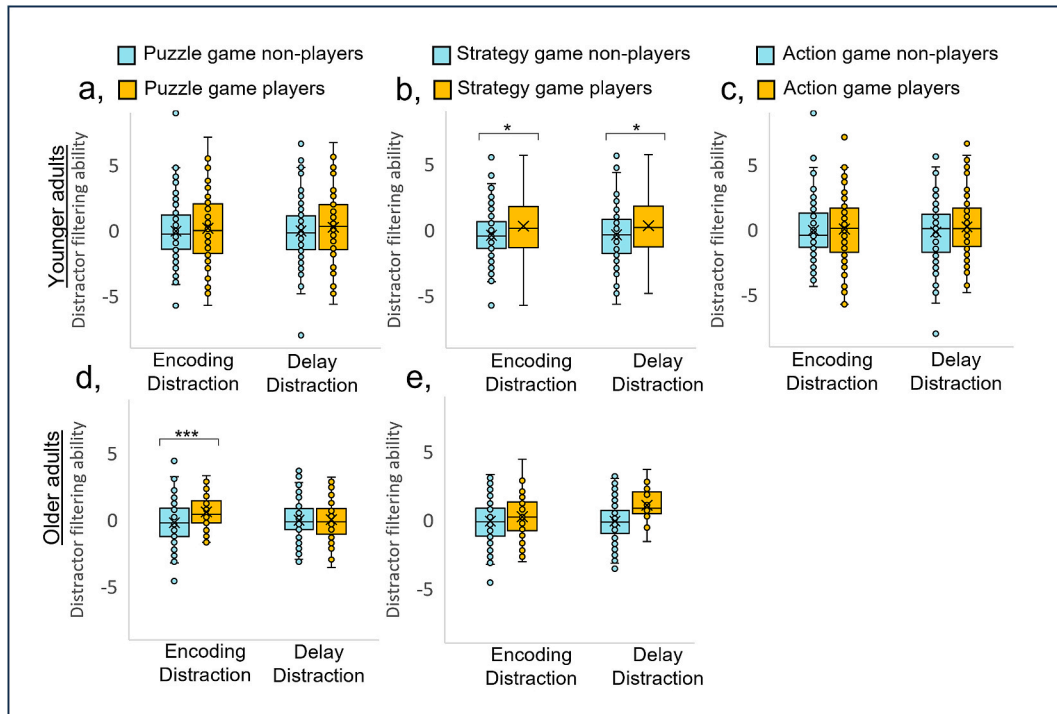 Puzzle game non-players
Puzzle game players
Strategy game non-players
Strategy game players
Action game non-players
Action game players
a,
b,
c,
Younger adults
Distractor filtering ability
5
0
-5
Encoding
Distraction
Delay
Distraction
*
*
Distractor filtering ability
5
0
-5
Encoding
Distraction
Delay
Distraction
Distractor filtering ability
5
0
-5
Encoding
Distraction
Delay
Distraction
d,
e,
Older adults
Distractor filtering ability
5
0
-5
***
Encoding
Distraction
Delay
Distraction
Distractor filtering ability
5
0
-5
Encoding
Distraction
Delay
Distraction